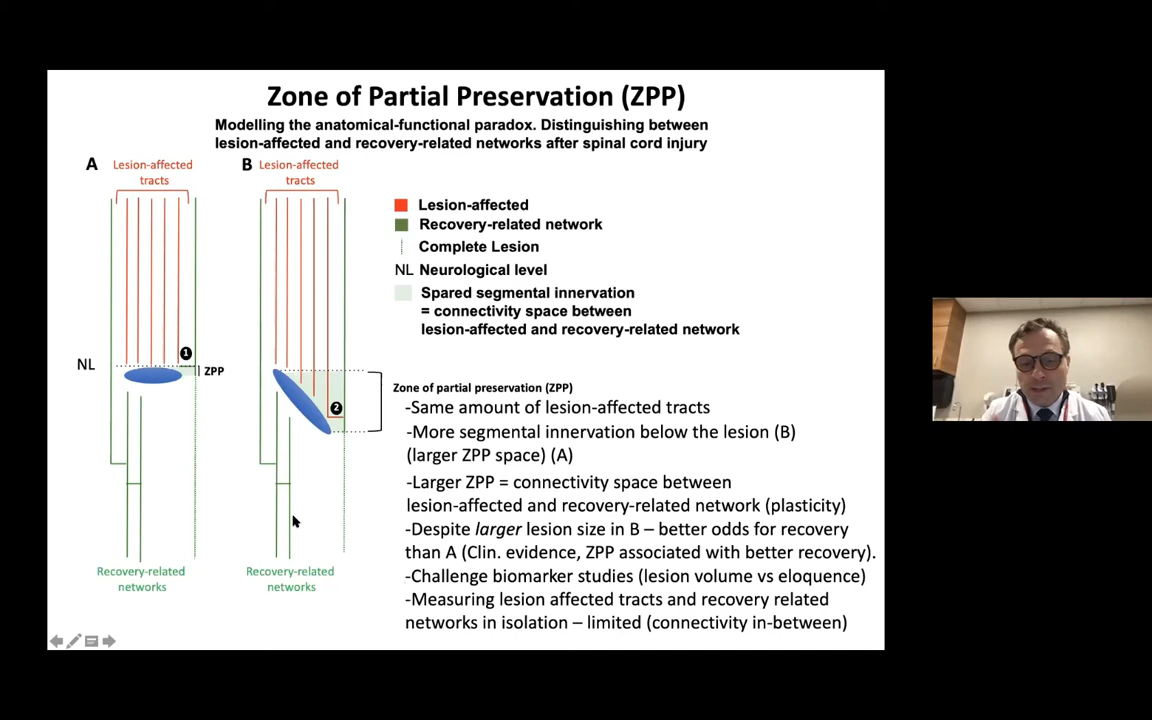 Zone of Partial Preservation (ZPP)
Modelling the anatomical-functional paradox. Distinguishing between
lesion-affected and recovery-related networks after spinal cord injury
A
Lesion-affected
tracts
B
Lesion-affected
tracts
Lesion-affected
Recovery-related network
Complete Lesion
NL Neurological level
Spared segmental innervation
= connectivity space between
lesion-affected and recovery-related network
NL
1
ZPP
2
Zone of partial preservation (ZPP)
-Same amount of lesion-affected tracts
-More segmental innervation below the lesion (B)
(larger ZPP space) (A)
-Larger ZPP = connectivity space between
lesion-affected and recovery-related network (plasticity)
-Despite larger lesion size in B – better odds for recovery
than A (Clin. evidence, ZPP associated with better recovery).
-Challenge biomarker studies (lesion volume vs eloquence)
-Measuring lesion affected tracts and recovery related
networks in isolation – limited (connectivity in-between)
Recovery-related
networks
Recovery-related
networks